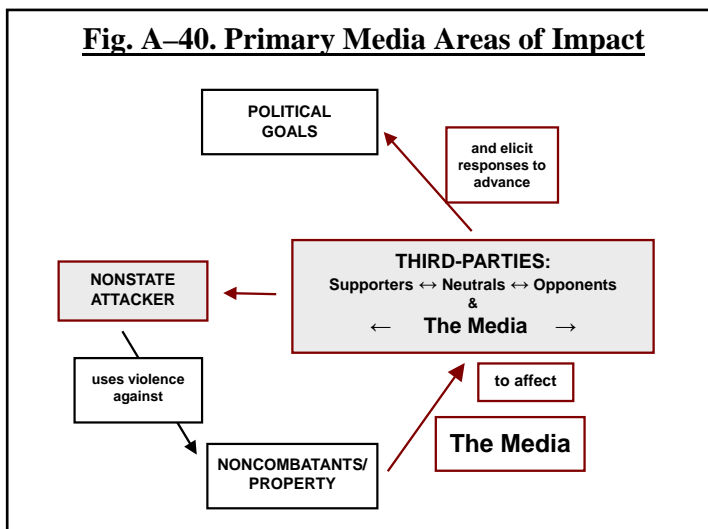 Fig. A–40. Primary Media Areas of Impact
POLITICAL
GOALS
and elicit
responses to
advance
THIRD-PARTIES:
Supporters ↔ Neutrals ↔ Opponents
&
← The Media →
NONSTATE
ATTACKER
uses violence
against
to affect
The Media
NONCOMBATANTS/
PROPERTY